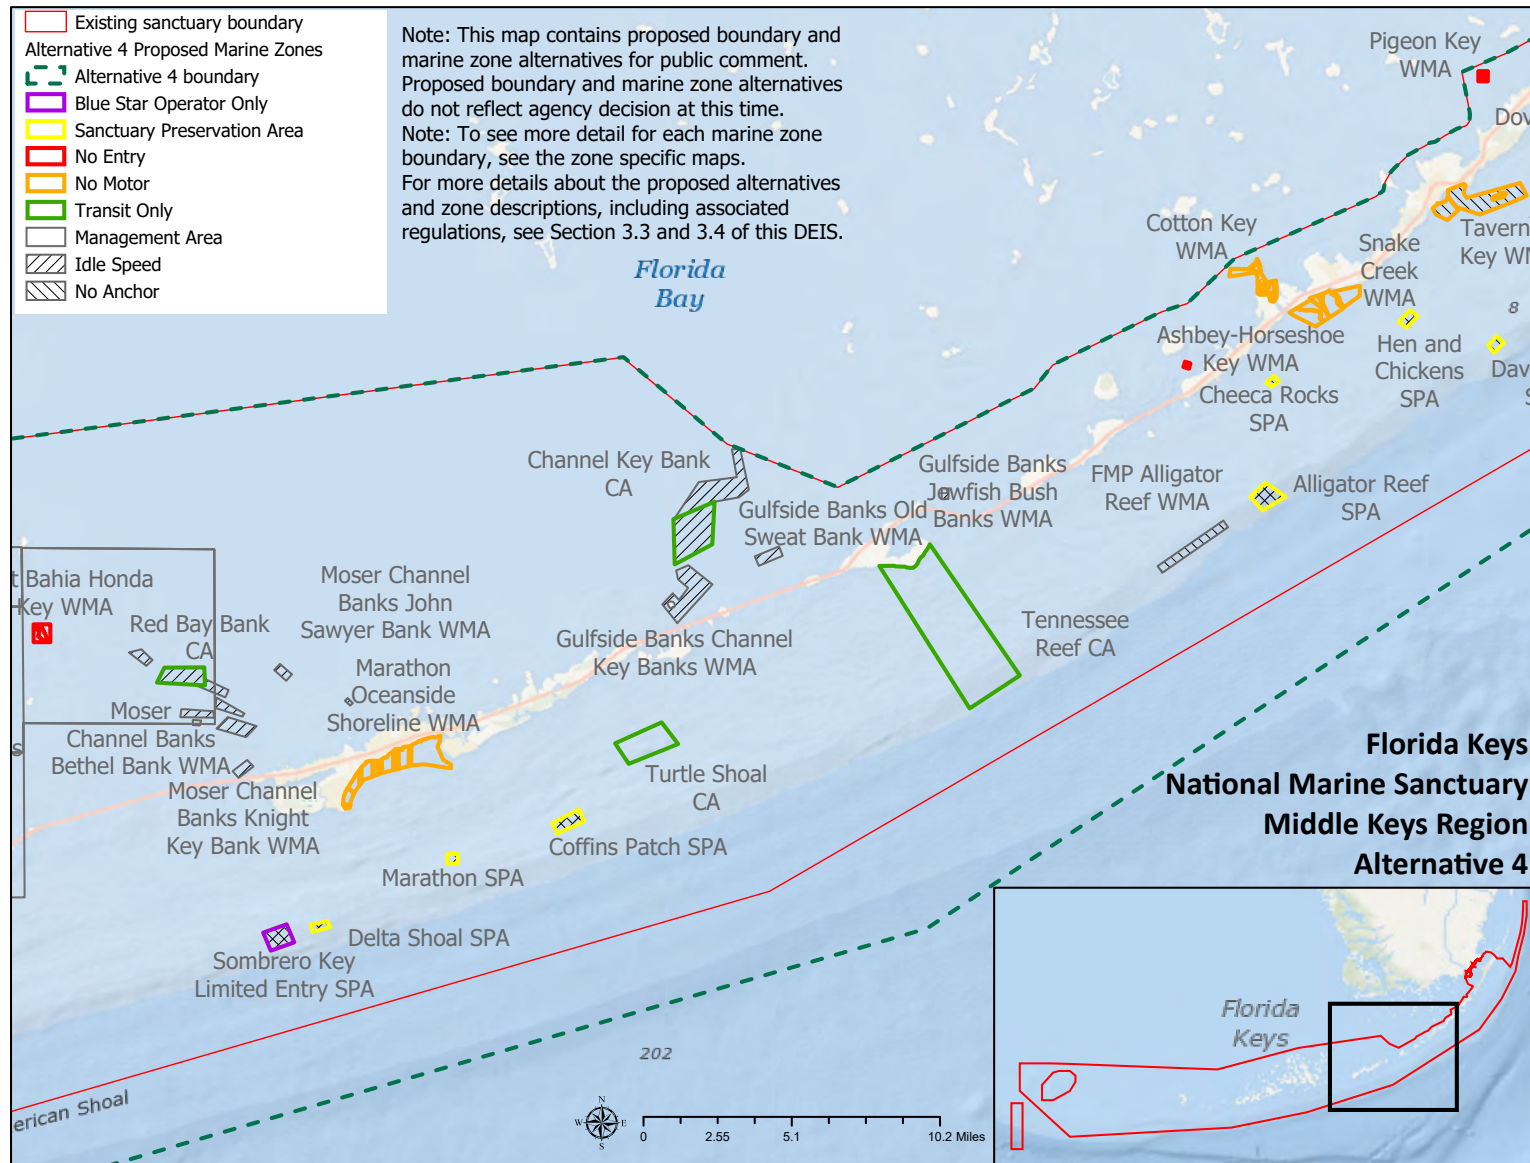 Existing sanctuary boundary
Alternative 4 Proposed Marine Zones
Alternative 4 boundary
Blue Star Operator Only
Sanctuary Preservation Area
No Entry
No Motor
Transit Only
Management Area
Idle Speed
No Anchor
Note: This map contains proposed boundary and
marine zone alternatives for public comment.
Proposed boundary and marine zone alternatives
do not reflect agency decision at this time.
Note: To see more detail for each marine zone
boundary, see the zone specific maps.
For more details about the proposed alternatives
and zone descriptions, including associated
regulations, see Section 3.3 and 3.4 of this DEIS.
Florida
Bay
Pigeon Key
WMA
Dov
Cotton Key
WMA
Snake
Creek
WMA
Tavern
Key WM
8
Ashbey-Horseshoe
Key WMA
Hen and
Chickens
SPA
Dav
S
Cheeca Rocks
SPA
Channel Key Bank
CA
Gulfside Banks
Jewfish Bush
Banks WMA
FMP Alligator
Reef WMA
Alligator Reef
SPA
Gulfside Banks Old
Sweat Bank WMA
t Bahia Honda
Key WMA
Moser Channel
Banks John
Sawyer Bank WMA
Red Bay Bank
CA
Gulfside Banks Channel
Key Banks WMA
Tennessee
Reef CA
Marathon
Oceanside
Shoreline WMA
Moser
Channel Banks
Bethel Bank WMA
s
Turtle Shoal
CA
Moser Channel
Banks Knight
Key Bank WMA
Coffins Patch SPA
Marathon SPA
Delta Shoal SPA
Sombrero Key
Limited Entry SPA
Florida Keys
National Marine Sanctuary
Middle Keys Region
Alternative 4
202
erican Shoal
N
W
E
S
0
2.55
5.1
10.2 Miles
Florida
Keys